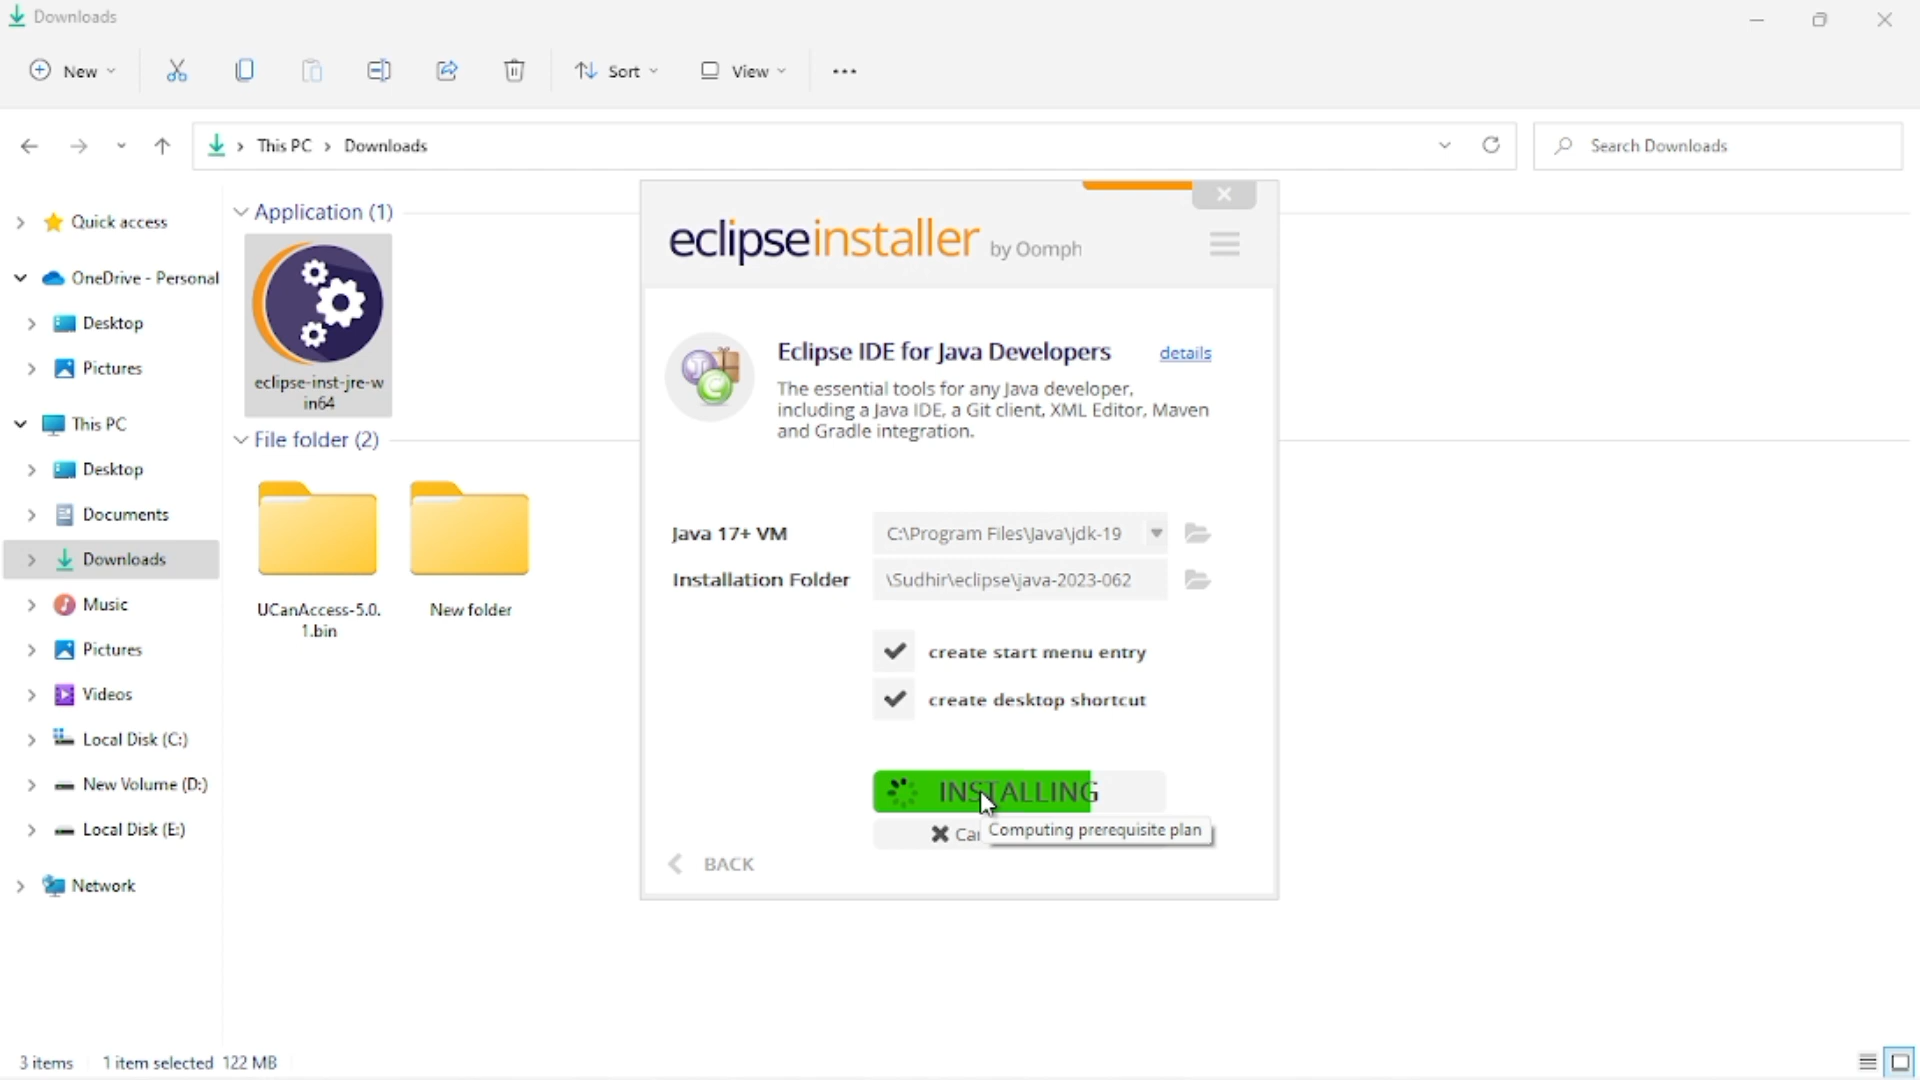 Downloads
New
Sort
View
This PC > Downloads
Search Downloads
Quick access
OneDrive - Personal
Desktop
Pictures
This PC
Desktop
Documents
Downloads
Music
Pictures
Videos
Local Disk (C:)
New Volume (D:)
Local Disk (E:)
Network
Application (1)
eclipse-inst-jre-w
in64
File folder (2)
UCanAccess-5.0.
1.bin
New folder
eclipseinstaller by Oomph
Eclipse IDE for Java Developers details
The essential tools for any Java developer,
including a Java IDE, a Git client, XML Editor, Maven
and Gradle integration.
Java 17+ VM C:\Program Files\Java\jdk-19
Installation Folder \Sudhir\eclipse\java-2023-062
create start menu entry
create desktop shortcut
INSTALLING
Computing prerequisite plan
BACK
3 items 1 item selected 122 MB